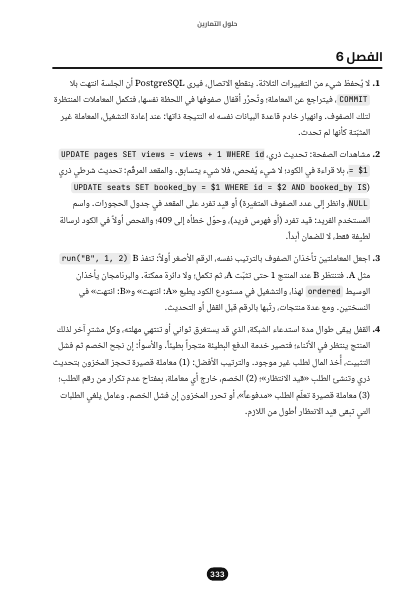 حلول التمارين
الفصل 6
1. لا يُحفظ شيء من التغييرات الثلاثة. ينقطع الاتصال، فيرى PostgreSQL أن الجلسة انتهت بلا
COMMIT، فيتراجع عن المعاملة؛ وتُحرَّر أقفال صفوفها في اللحظة نفسها، فتكمل المعاملات المنتظرة
لتلك الصفوف. وانهيار خادم قاعدة البيانات نفسه له النتيجة ذاتها: عند إعادة التشغيل، المعاملة غير
المثبّتة كأنها لم تحدث.
2. مشاهدات الصفحة: تحديث ذري، UPDATE pages SET views = views + 1 WHERE id
= $1، بلا قراءة في الكود؛ لا شيء يُفحص، فلا شيء يتسابق. والمقعد المرقّم: تحديث شرطي ذري
(UPDATE seats SET booked_by = $1 WHERE id = $2 AND booked_by IS
NULL، وانظر إلى عدد الصفوف المتغيرة) أو قيد تفرد على المقعد في جدول الحجوزات. واسم
المستخدم الفريد: قيد تفرد (أو فهرس فريد)، وحوّل خطأه إلى 409؛ والفحص أولاً في الكود لرسالة
لطيفة فقط، لا للضمان أبداً.
3. اجعل المعاملتين تأخذان الصفوف بالترتيب نفسه، الرقم الأصغر أولاً: تنفذ B run("B", 1, 2)
مثل A، فتنتظر B عند المنتج 1 حتى تثبّت A، ثم تكمل؛ ولا دائرة ممكنة. والبرنامجان يأخذان
الوسيط ordered لهذا، والتشغيل في مستودع الكود يطبع «A: انتهت» و«B: انتهت» في
النسختين. ومع عدة منتجات، رتّبها بالرقم قبل القفل أو التحديث.
4. القفل يبقى طوال مدة استدعاء الشبكة، الذي قد يستغرق ثواني أو تنتهي مهلته، وكل مشترٍ آخر لذلك
المنتج ينتظر في الأثناء؛ فتصير خدمة الدفع البطيئة متجراً بطيئاً. والأسوأ: إن نجح الخصم ثم فشل
التثبيت، أُخذ المال لطلب غير موجود. والترتيب الأفضل: (1) معاملة قصيرة تحجز المخزون بتحديث
ذري وتنشئ الطلب «قيد الانتظار»؛ (2) الخصم، خارج أي معاملة، بمفتاح عدم تكرار من رقم الطلب؛
(3) معاملة قصيرة تعلّم الطلب «مدفوعاً»، أو تحرر المخزون إن فشل الخصم. وعامل يلغي الطلبات
التي تبقى قيد الانتظار أطول من اللازم.
333